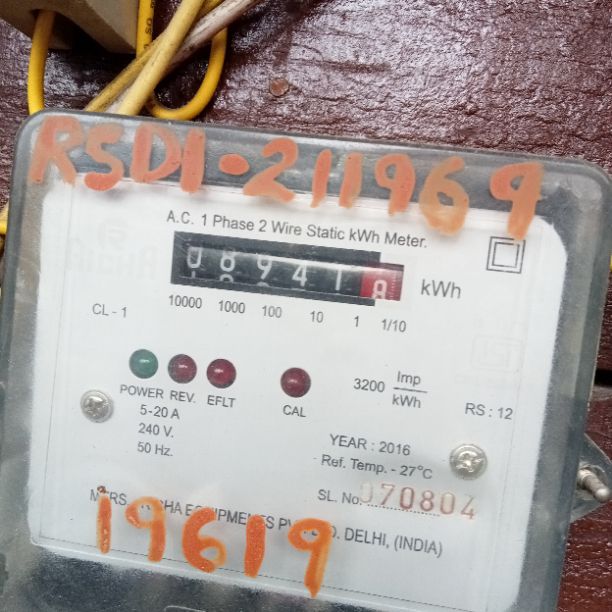 RSDI-211969
A.C. 1 Phase 2 Wire Static kWh Meter.
08941 8 kWh
10000 1000 100 10 1 1/10
CL - 1
3200 Imp/kWh
POWER REV. EFLT CAL
RS : 12
5-20 A
240 V.
50 Hz.
YEAR : 2016
Ref. Temp. - 27°C
SL. No. 070804
EQUIPMENTS DELHI, (INDIA)
19619